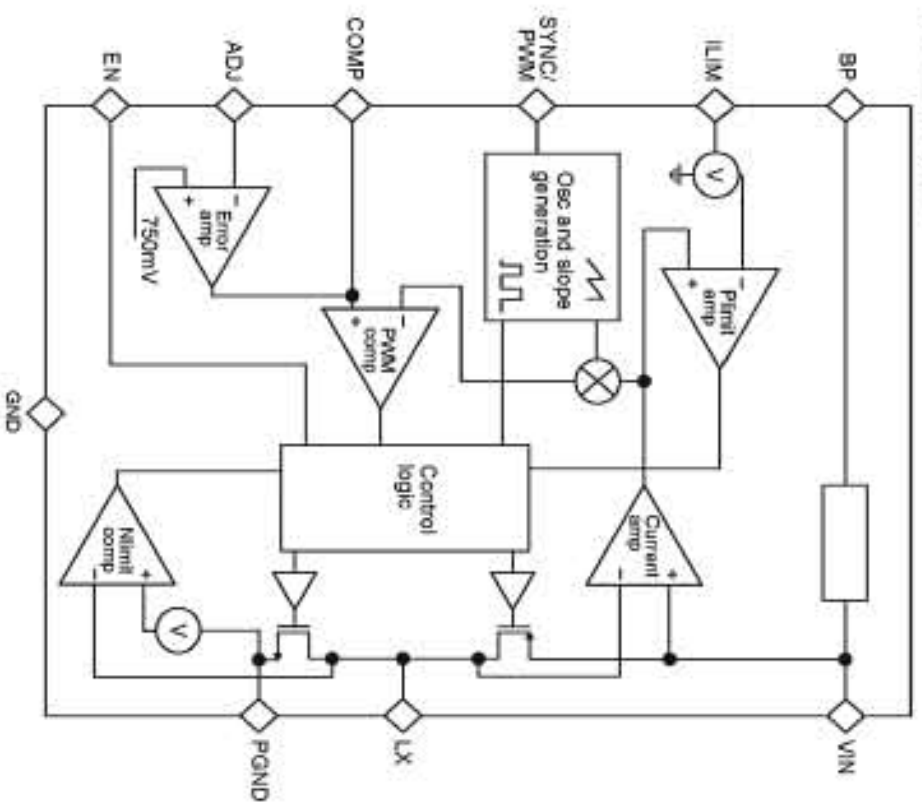 BP
ILIM
SYNC/
PWM
COMP
ADJ
EN
V
-
+
Plimit
amp
Osc and slope
generation
-
+
PWM
comp
-
+
Error
amp
750mV
Control
logic
Current
amp
-
+
Nlimit
comp
-
+
V
GND
VIN
LX
PGND